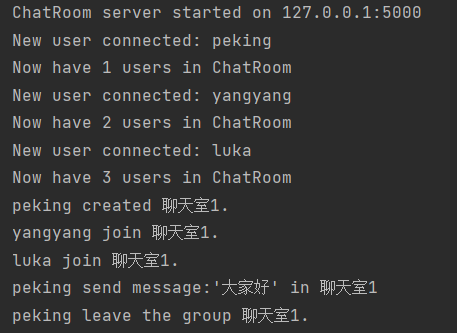 ChatRoom server started on 127.0.0.1:5000
New user connected: peking
Now have 1 users in ChatRoom
New user connected: yangyang
Now have 2 users in ChatRoom
New user connected: luka
Now have 3 users in ChatRoom
peking created 聊天室1.
yangyang join 聊天室1.
luka join 聊天室1.
peking send message:'大家好' in 聊天室1
peking leave the group 聊天室1.